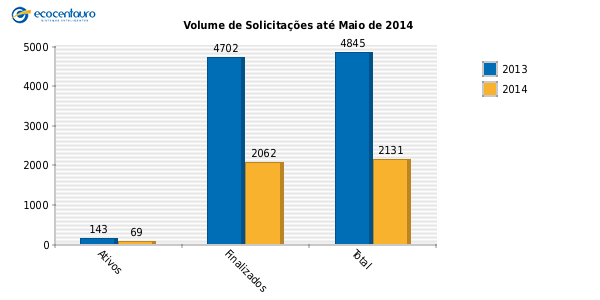 ecocentauro
Volume de Solicitações até Maio de 2014
5000
4000
3000
2000
1000
0
143
69
4702
2062
4845
2131
Ativos
Finalizados
Total
2013
2014